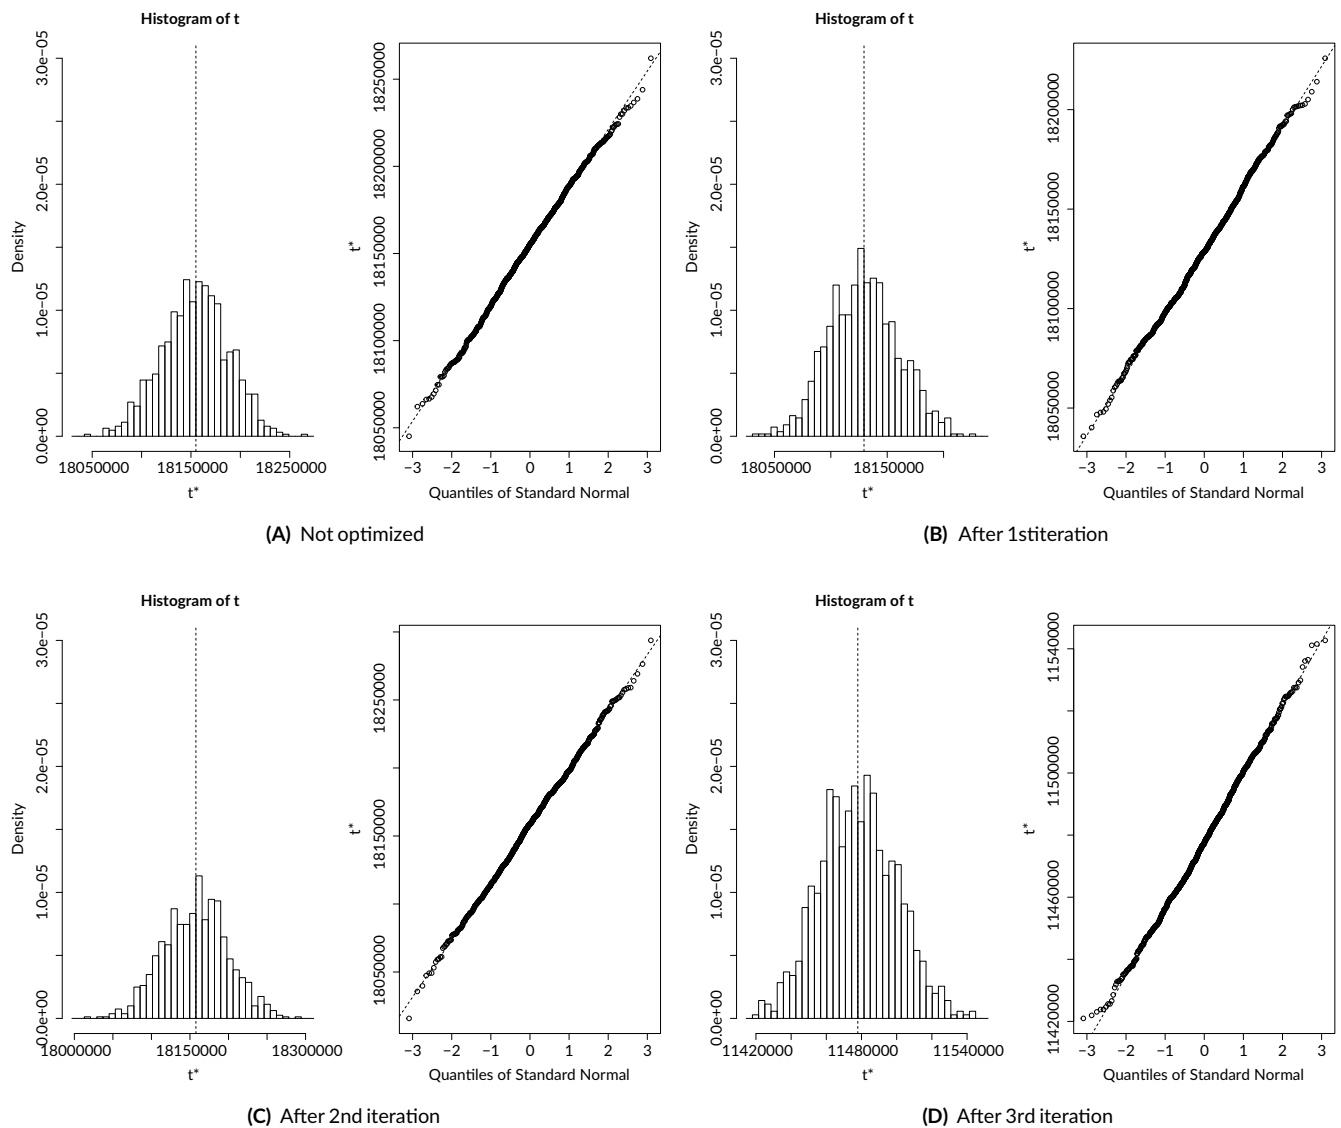 Histogram of t
Density
0.0e+00 1.0e−05 2.0e−05 3.0e−05
18050000 18150000 18250000
t*
t*
18050000 18100000 18150000 18200000 18250000
−3 −2 −1 0 1 2 3
Quantiles of Standard Normal
(A) Not optimized
Histogram of t
Density
0.0e+00 1.0e−05 2.0e−05 3.0e−05
18050000 18150000
t*
t*
18050000 18100000 18150000 18200000
−3 −2 −1 0 1 2 3
Quantiles of Standard Normal
(B) After 1stiteration
Histogram of t
Density
0.0e+00 1.0e−05 2.0e−05 3.0e−05
18000000 18150000 18300000
t*
t*
18050000 18150000 18250000
−3 −2 −1 0 1 2 3
Quantiles of Standard Normal
(C) After 2nd iteration
Histogram of t
Density
0.0e+00 1.0e−05 2.0e−05 3.0e−05
11420000 11480000 11540000
t*
t*
11420000 11460000 11500000 11540000
−3 −2 −1 0 1 2 3
Quantiles of Standard Normal
(D) After 3rd iteration